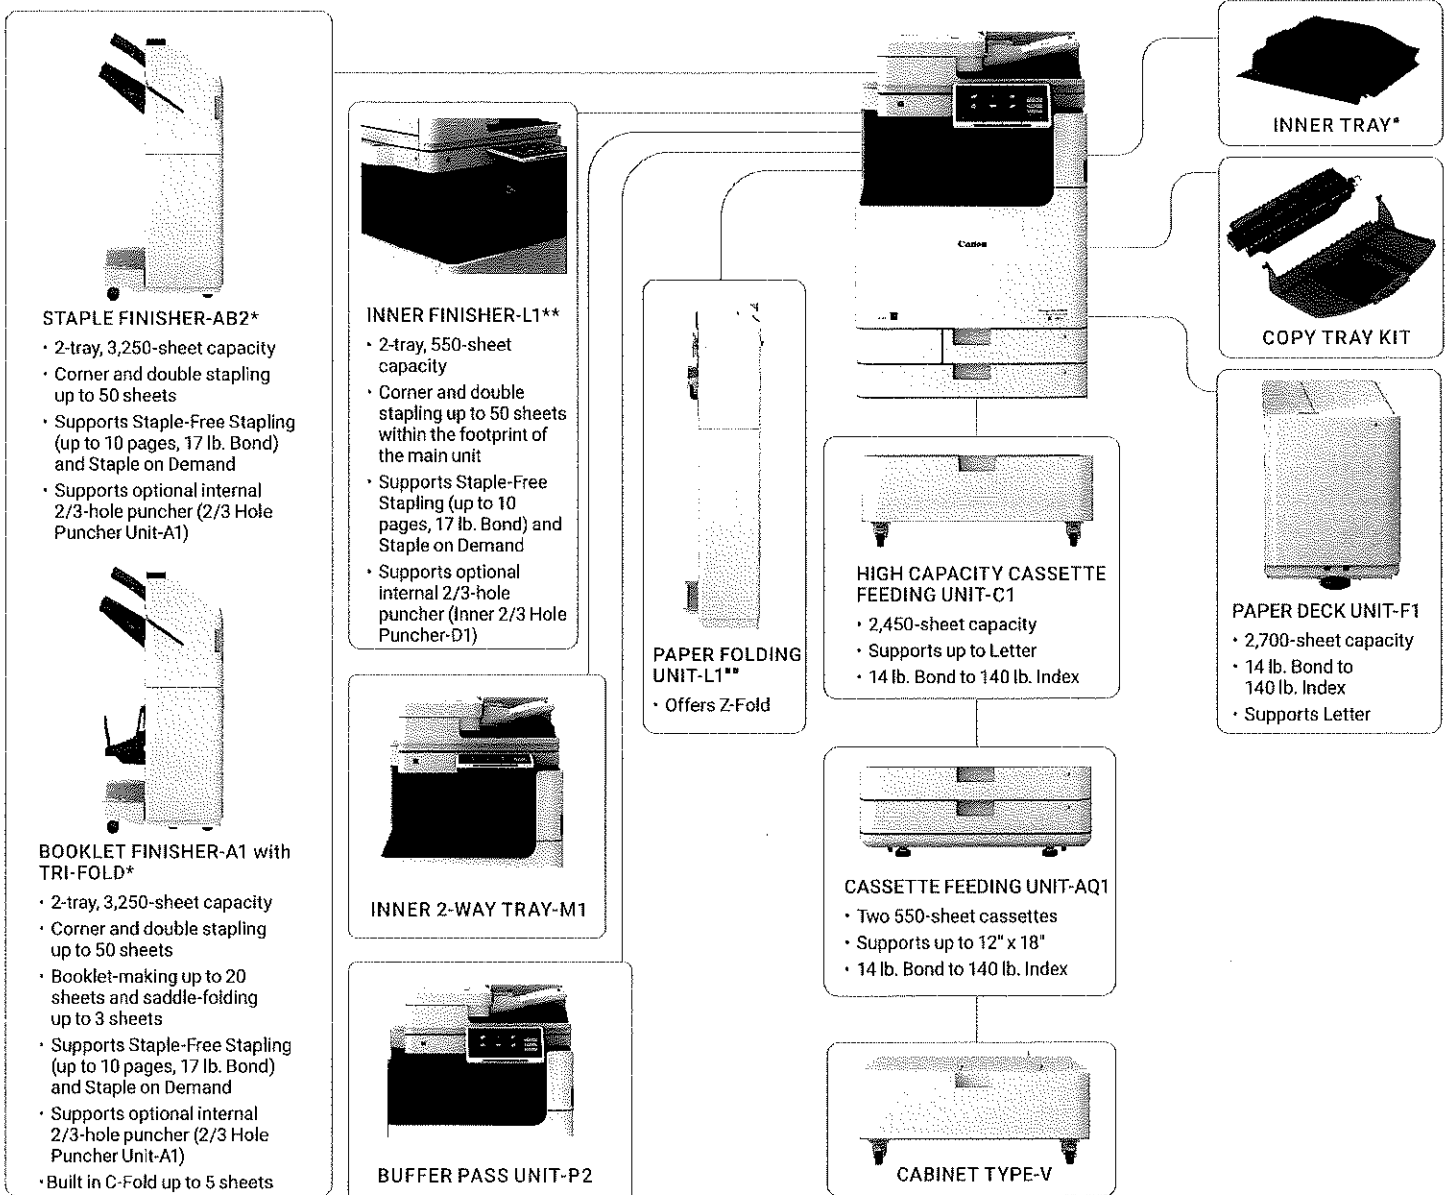 STAPLE FINISHER-AB2*
• 2-tray, 3,250-sheet capacity
• Corner and double stapling
up to 50 sheets
• Supports Staple-Free Stapling
(up to 10 pages, 17 lb. Bond)
and Staple on Demand
• Supports optional internal
2/3-hole puncher (2/3 Hole
Puncher Unit-A1)
BOOKLET FINISHER-A1 with
TRI-FOLD*
• 2-tray, 3,250-sheet capacity
• Corner and double stapling
up to 50 sheets
• Booklet-making up to 20
sheets and saddle-folding
up to 3 sheets
• Supports Staple-Free Stapling
(up to 10 pages, 17 lb. Bond)
and Staple on Demand
• Supports optional internal
2/3-hole puncher (2/3 Hole
Puncher Unit-A1)
• Built in C-Fold up to 5 sheets
INNER FINISHER-L1**
• 2-tray, 550-sheet
capacity
• Corner and double
stapling up to 50 sheets
within the footprint of
the main unit
• Supports Staple-Free
Stapling (up to 10
pages, 17 lb. Bond) and
Staple on Demand
• Supports optional
internal 2/3-hole
puncher (Inner 2/3 Hole
Puncher-D1)
INNER 2-WAY TRAY-M1
BUFFER PASS UNIT-P2
PAPER FOLDING
UNIT-L1**
• Offers Z-Fold
Canon
HIGH CAPACITY CASSETTE
FEEDING UNIT-C1
• 2,450-sheet capacity
• Supports up to Letter
• 14 lb. Bond to 140 lb. Index
CASSETTE FEEDING UNIT-AQ1
• Two 550-sheet cassettes
• Supports up to 12" x 18"
• 14 lb. Bond to 140 lb. Index
CABINET TYPE-V
INNER TRAY*
COPY TRAY KIT
PAPER DECK UNIT-F1
• 2,700-sheet capacity
• 14 lb. Bond to
140 lb. Index
• Supports Letter